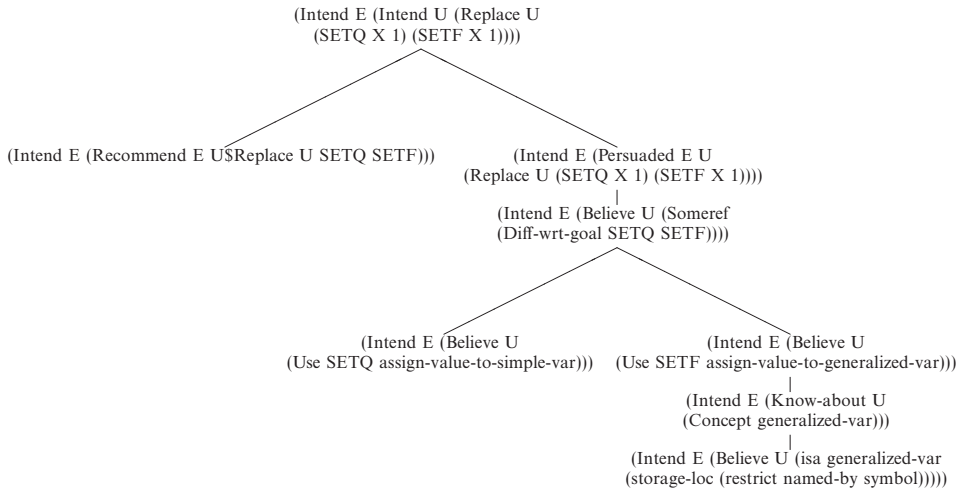 (Intend E (Intend U (Replace U
(SETQ X 1) (SETF X 1))))
(Intend E (Recommend E U$Replace U SETQ SETF)))
(Intend E (Persuaded E U
(Replace U (SETQ X 1) (SETF X 1))))
(Intend E (Believe U (Someref
(Diff-wrt-goal SETQ SETF))))
(Intend E (Believe U
(Use SETQ assign-value-to-simple-var)))
(Intend E (Believe U
(Use SETF assign-value-to-generalized-var)))
(Intend E (Know-about U
(Concept generalized-var)))
(Intend E (Believe U (isa generalized-var
(storage-loc (restrict named-by symbol)))))